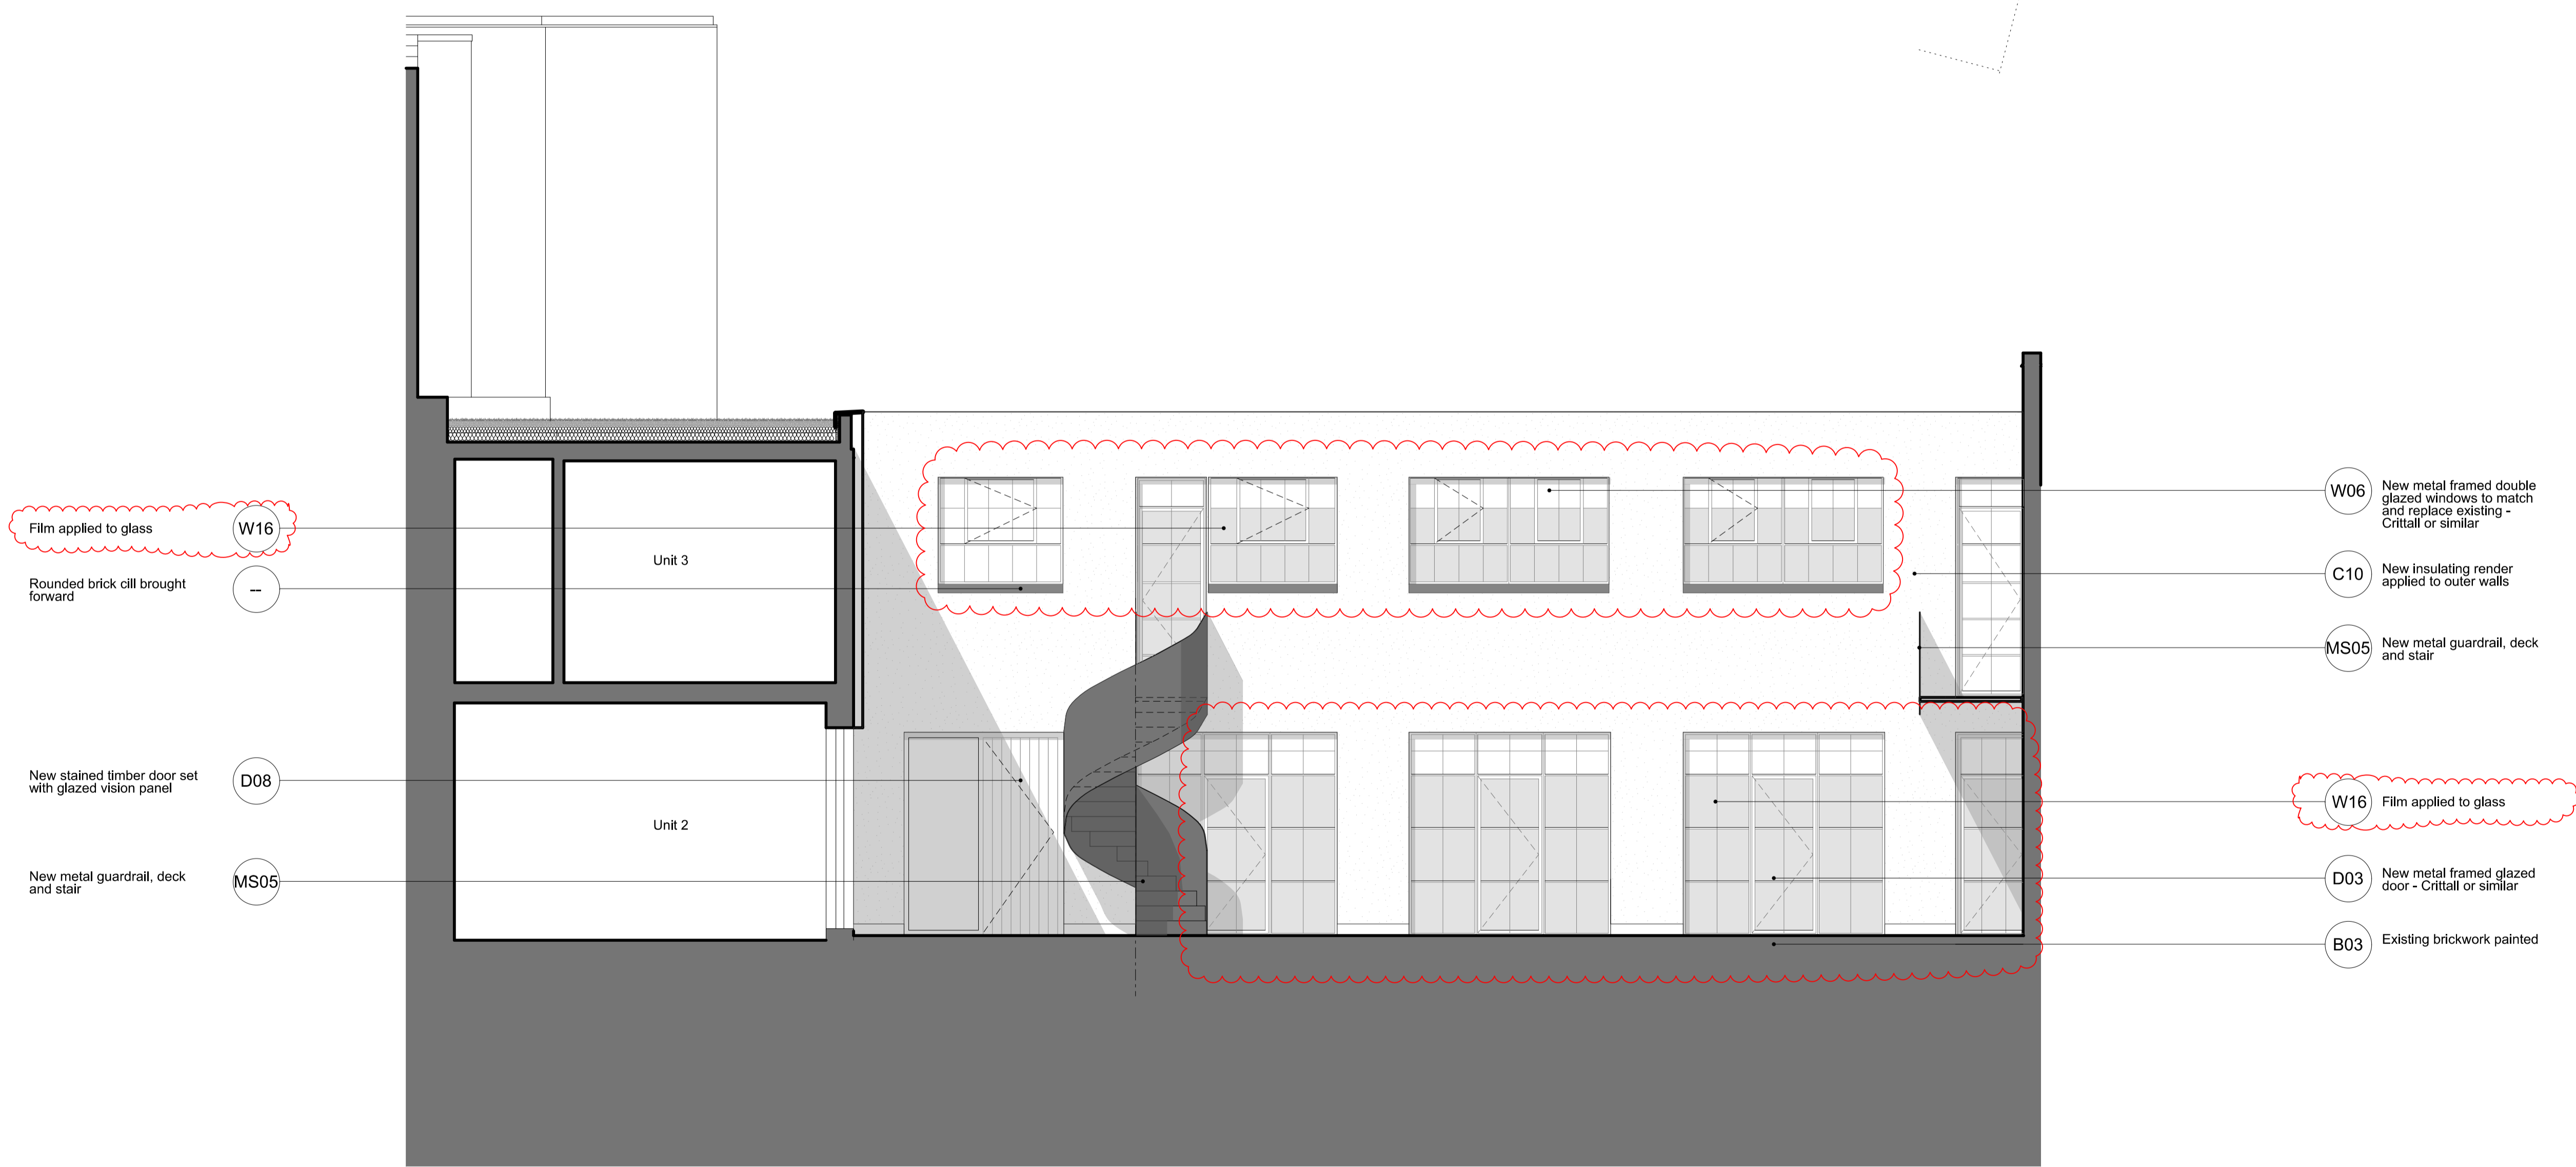 Film applied to glass
W16
Rounded brick cill brought
forward
--
New stained timber door set
with glazed vision panel
D08
New metal guardrail, deck
and stair
MS05
Unit 3
Unit 2
W06
New metal framed double
glazed windows to match
and replace existing -
Crittall or similar
C10
New insulating render
applied to outer walls
MS05
New metal guardrail, deck
and stair
W16
Film applied to glass
D03
New metal framed glazed
door - Crittall or similar
B03
Existing brickwork painted